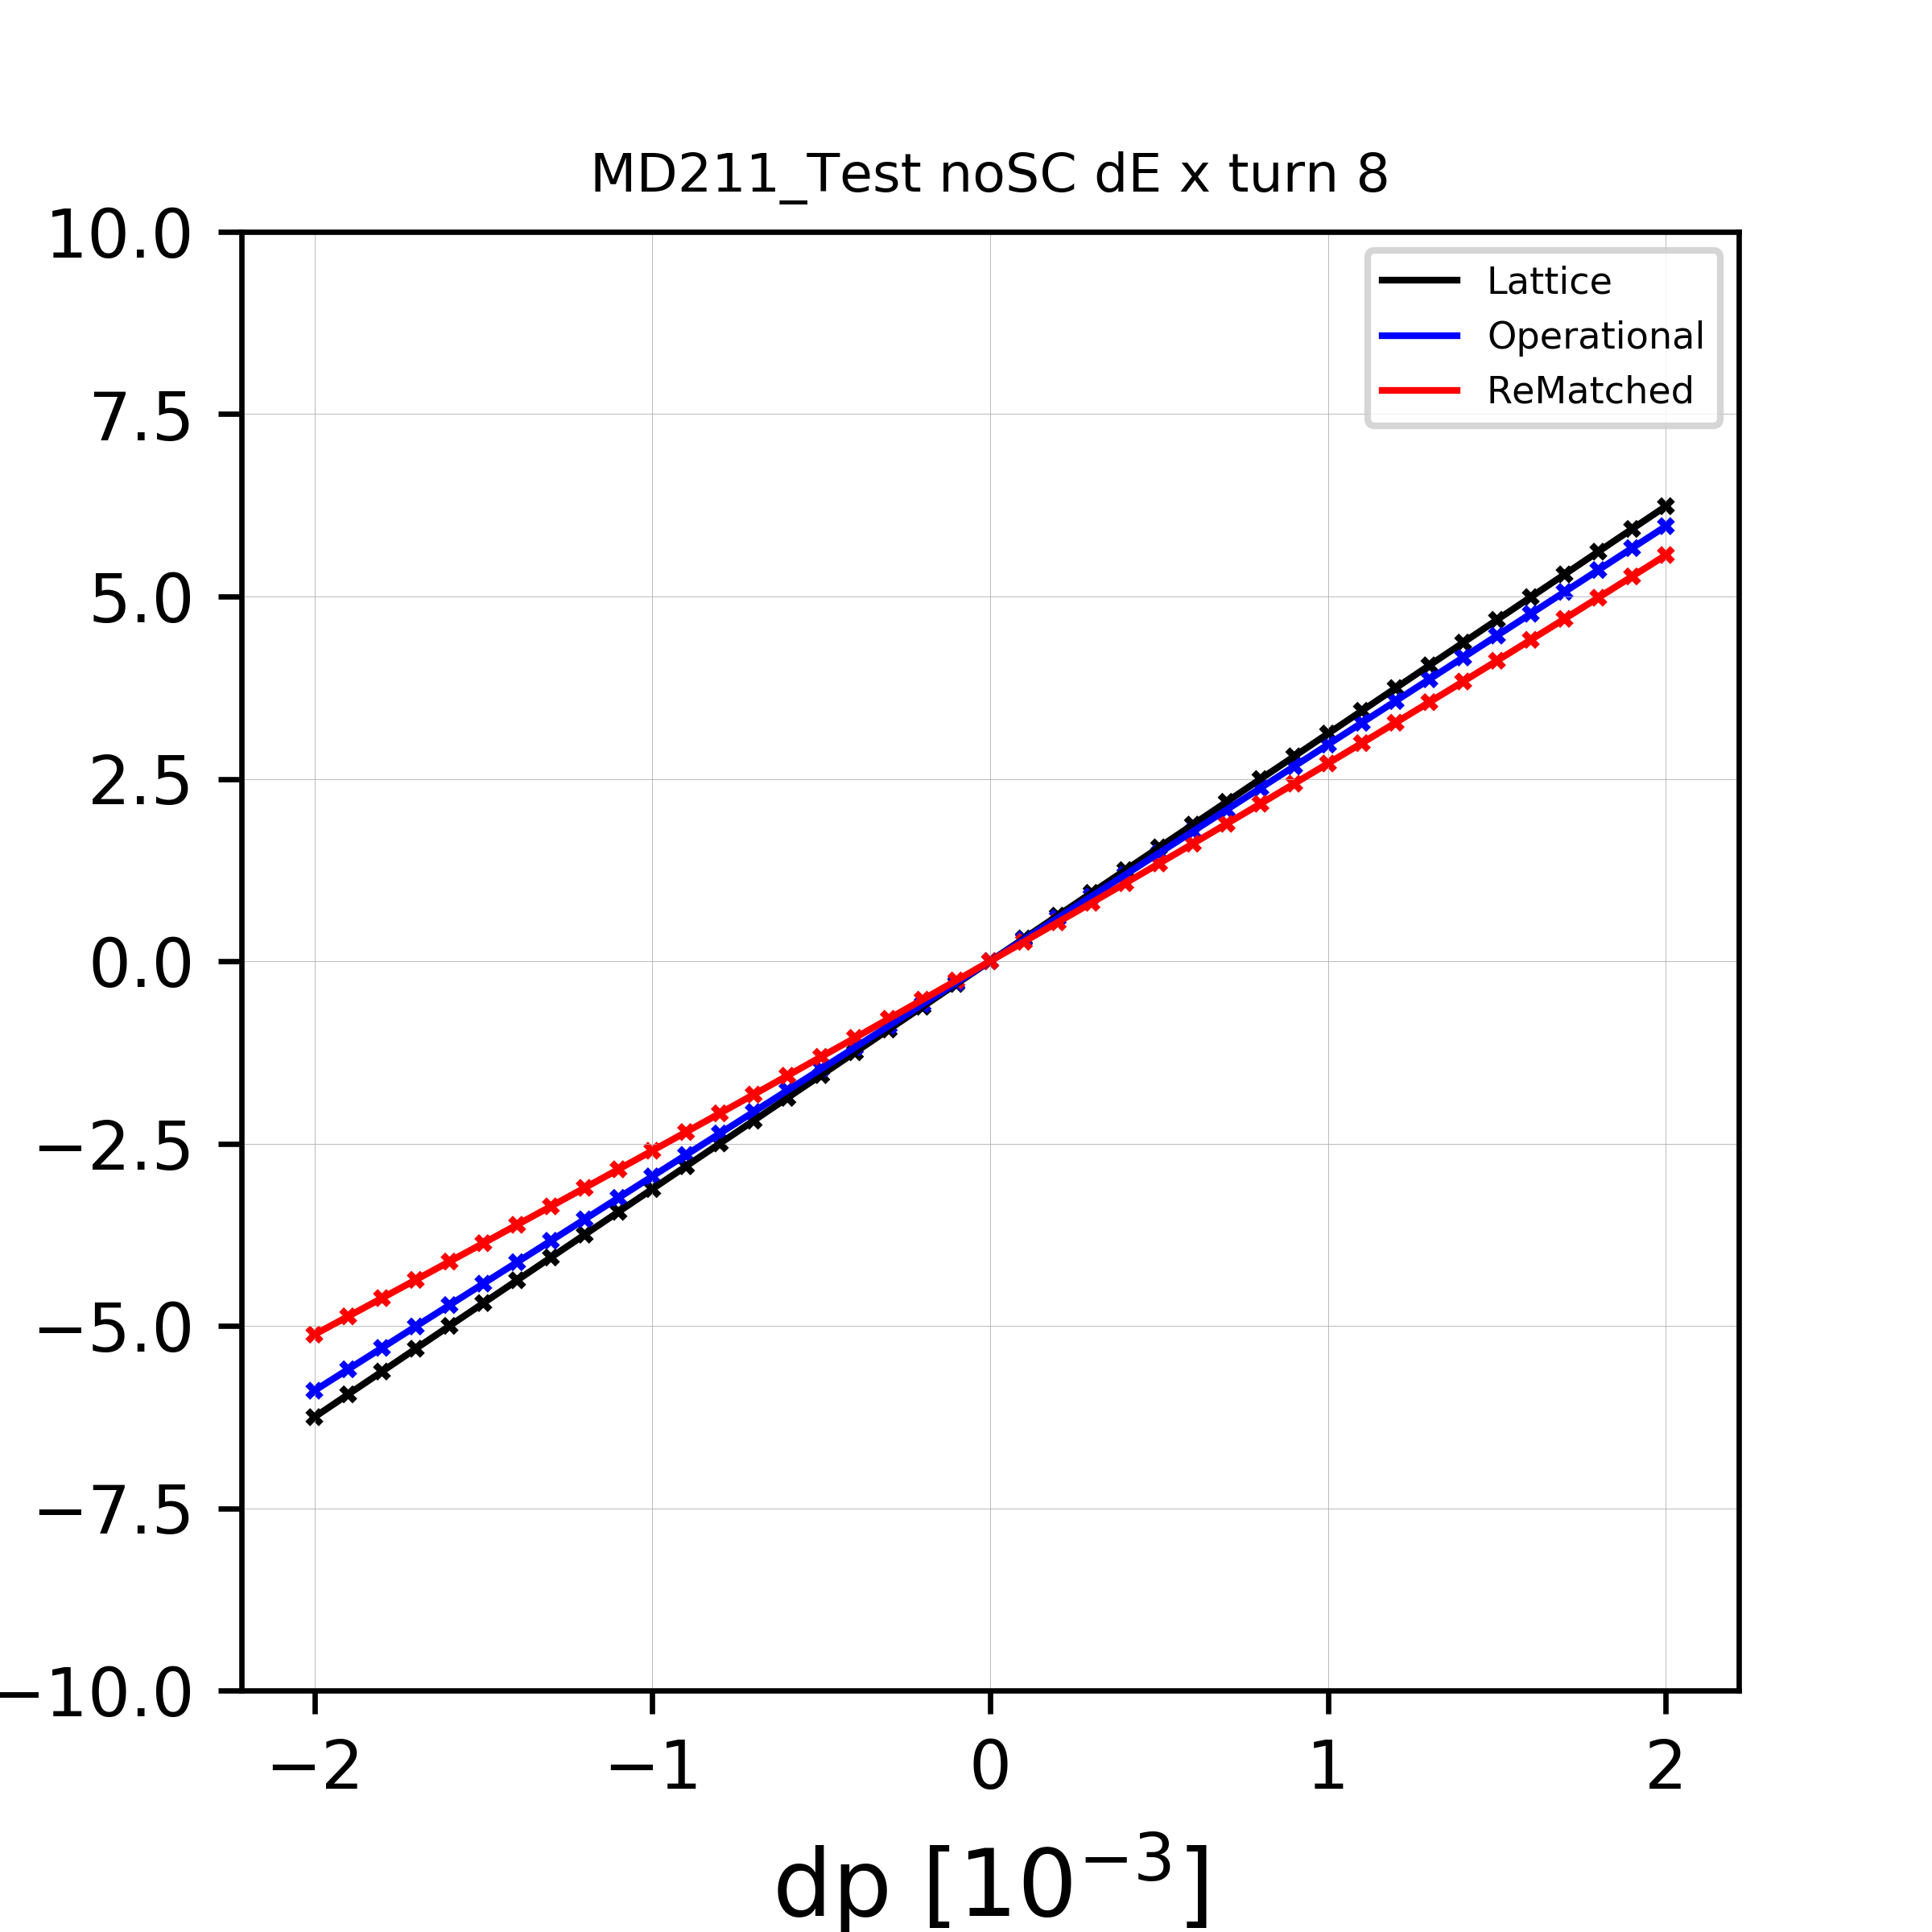 MD211_Test noSC dE x turn 8
10.0
7.5
5.0
2.5
0.0
−2.5
−5.0
−7.5
−10.0
Lattice
Operational
ReMatched
−2 −1 0 1 2
dp [10⁻³]